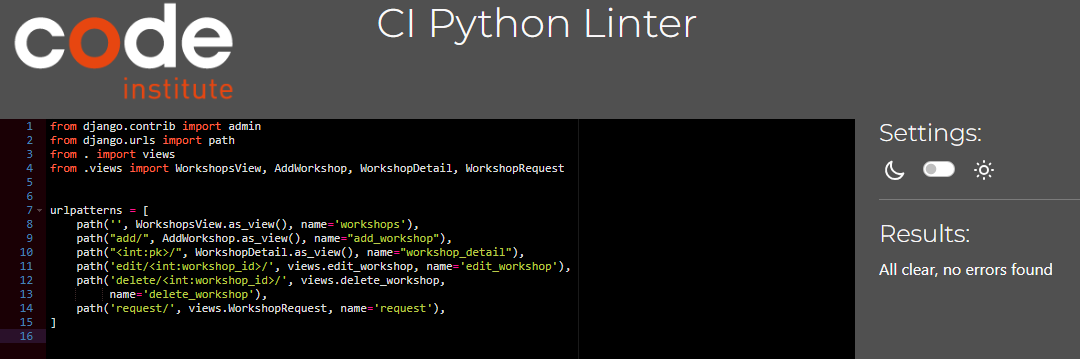 code
institute
CI Python Linter
1 from django.contrib import admin
2 from django.urls import path
3 from . import views
4 from .views import WorkshopsView, AddWorkshop, WorkshopDetail, WorkshopRequest
5
6
7 urlpatterns = [
8     path('', WorkshopsView.as_view(), name='workshops'),
9     path("add/", AddWorkshop.as_view(), name="add_workshop"),
10     path("<int:pk>/", WorkshopDetail.as_view(), name="workshop_detail"),
11     path('edit/<int:workshop_id>/', views.edit_workshop, name='edit_workshop'),
12     path('delete/<int:workshop_id>/', views.delete_workshop,
13          name='delete_workshop'),
14     path('request/', views.WorkshopRequest, name='request'),
15 ]
16
Settings:
Results:
All clear, no errors found